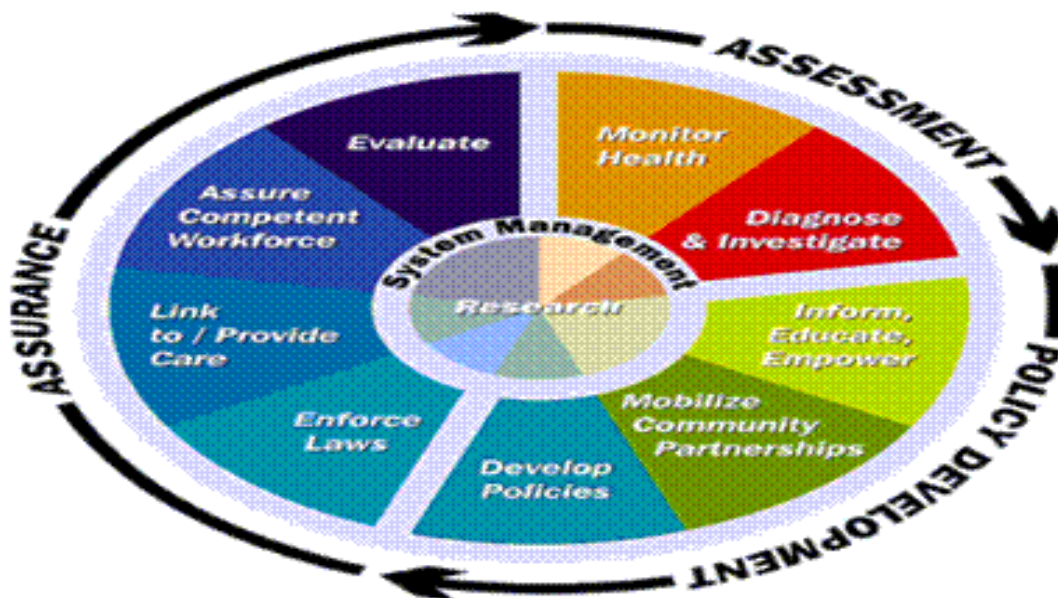 ASSESSMENT
POLICY DEVELOPMENT
ASSURANCE
Monitor
Health
Diagnose
& Investigate
Inform,
Educate,
Empower
Mobilize
Community
Partnerships
Develop
Policies
Enforce
Laws
Link
to / Provide
Care
Assure
Competent
Workforce
Evaluate
System Management
Research